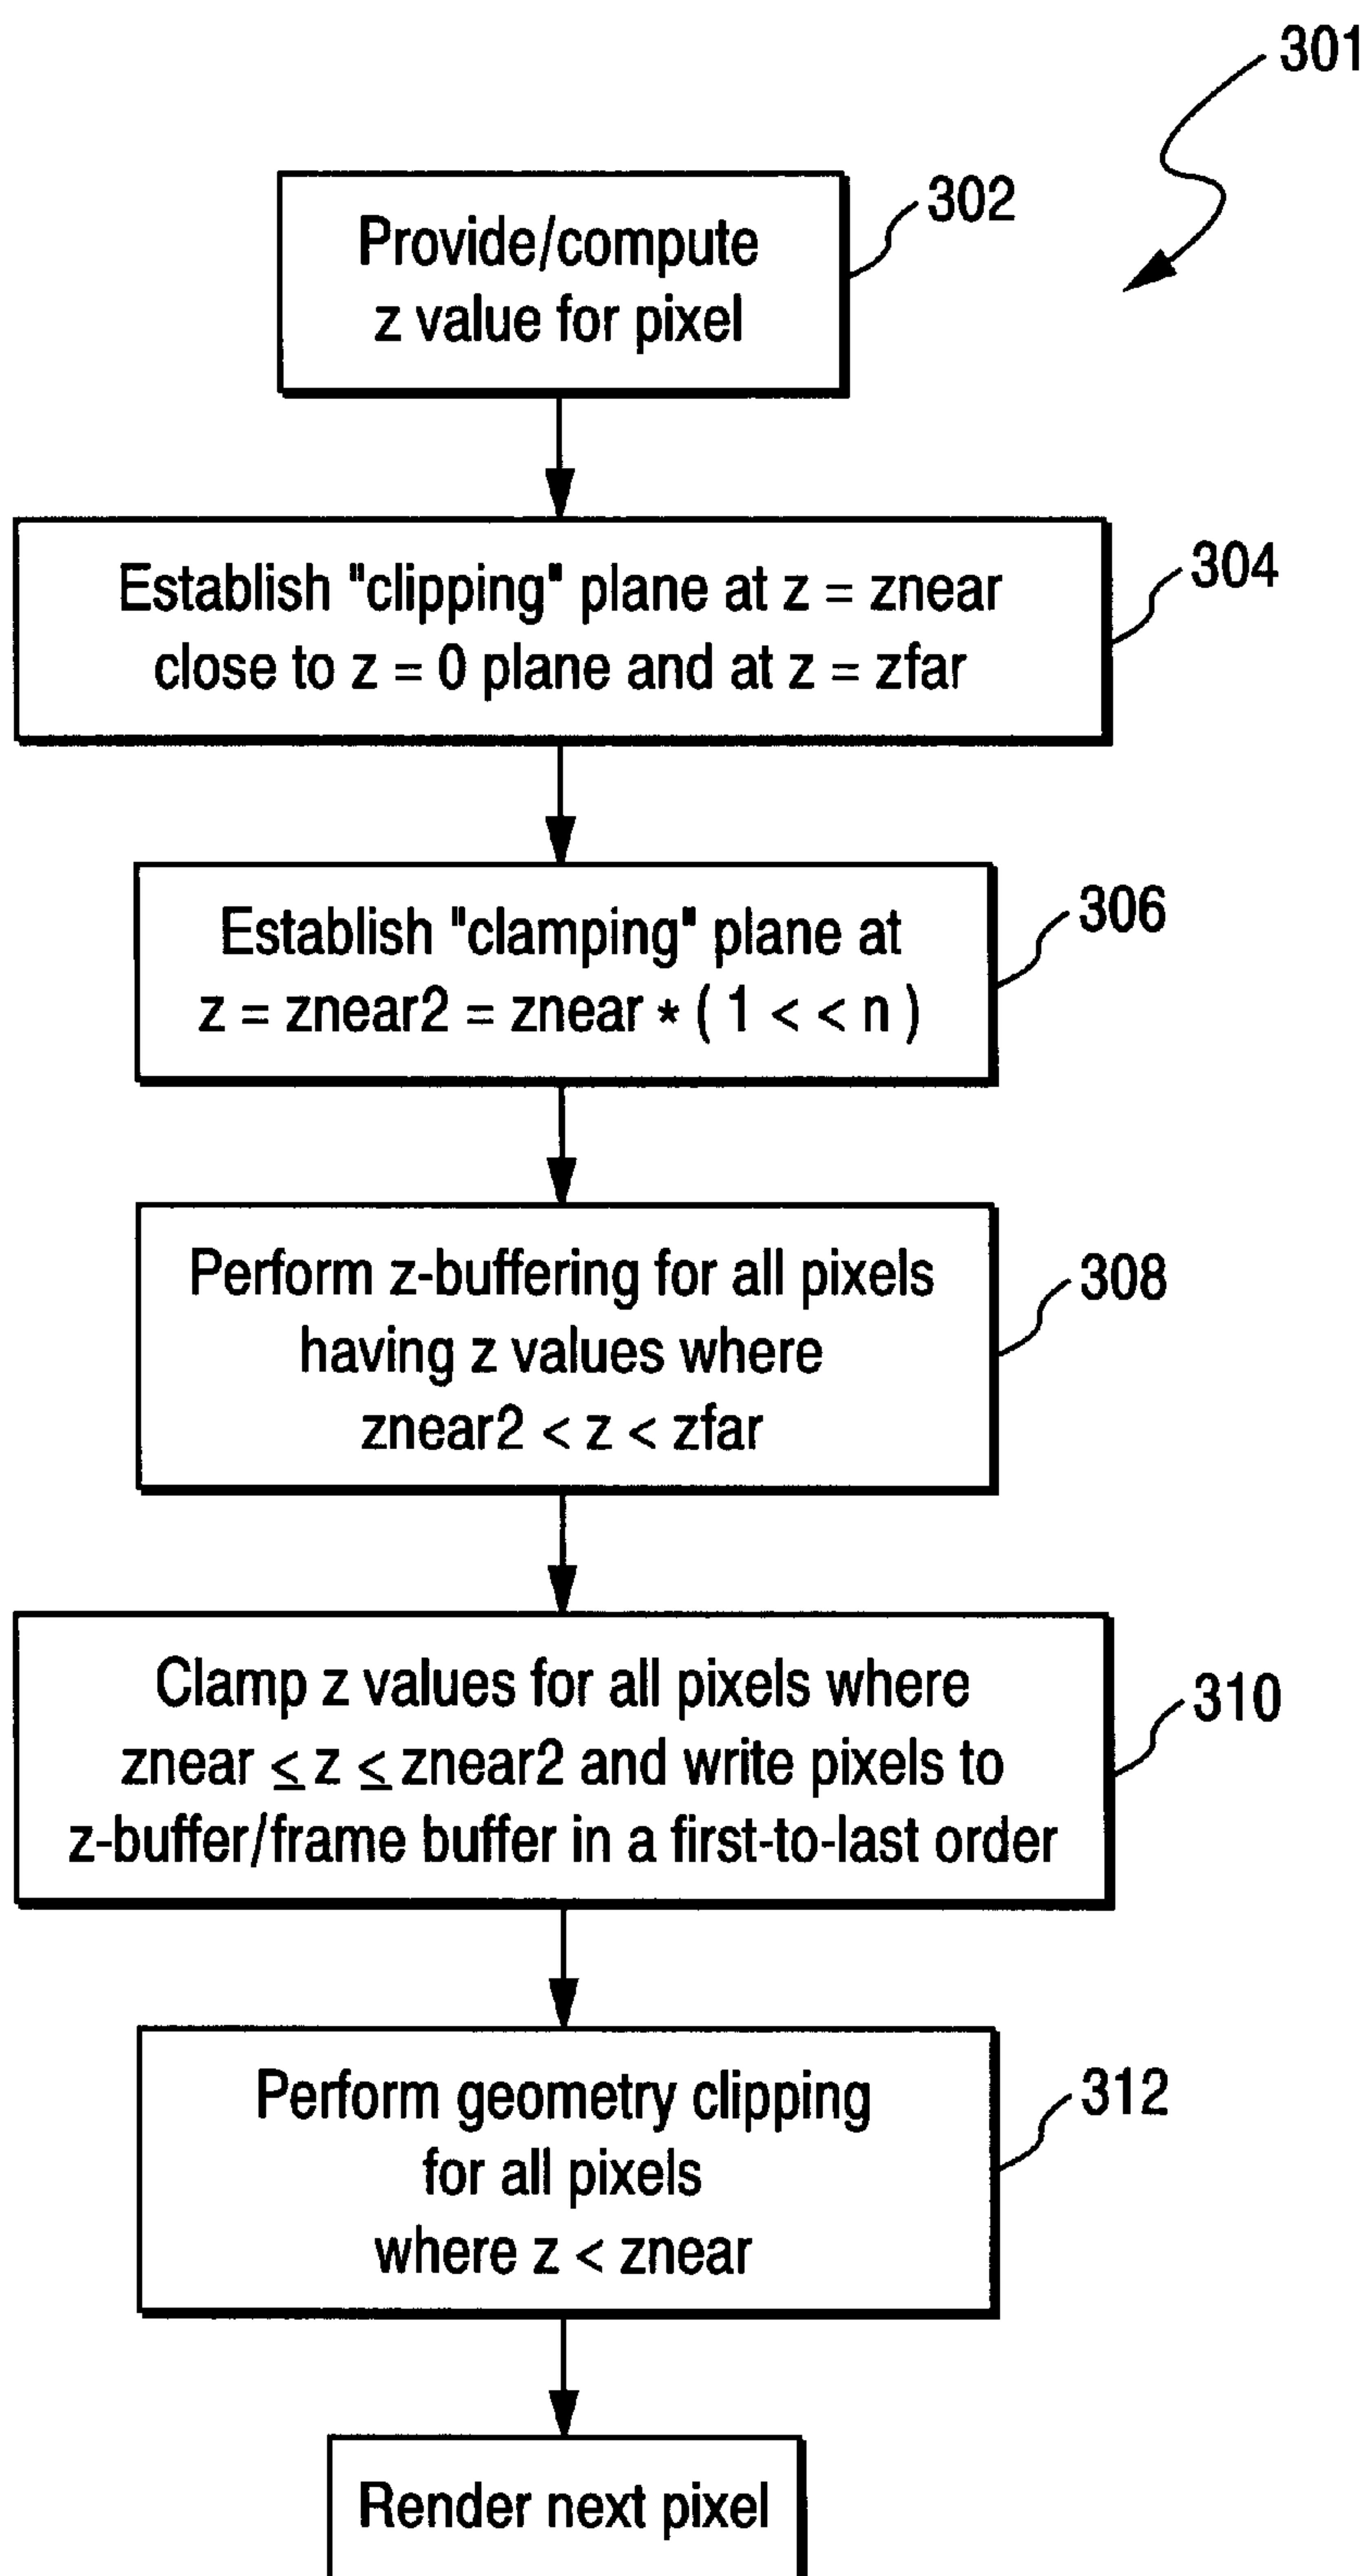 301
302
Provide/compute
z value for pixel
304
Establish "clipping" plane at z = znear
close to z = 0 plane and at z = zfar
306
Establish "clamping" plane at
z = znear2 = znear * ( 1 < < n )
308
Perform z-buffering for all pixels
having z values where
znear2 < z < zfar
310
Clamp z values for all pixels where
znear ≤ z ≤ znear2 and write pixels to
z-buffer/frame buffer in a first-to-last order
312
Perform geometry clipping
for all pixels
where z < znear
Render next pixel